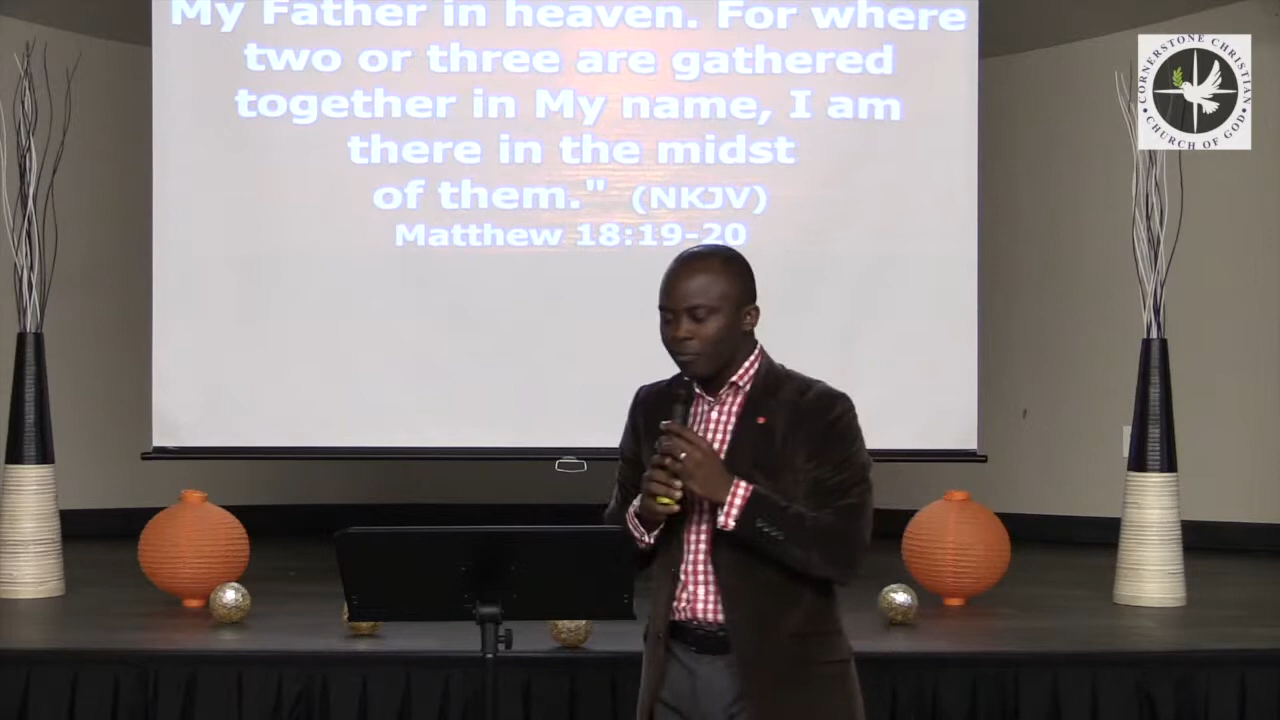 My Father in heaven. For where
two or three are gathered
together in My name, I am
there in the midst
of them." (NKJV)
Matthew 18:19-20
CORNERSTONE CHRISTIAN
• CHURCH OF GOD •